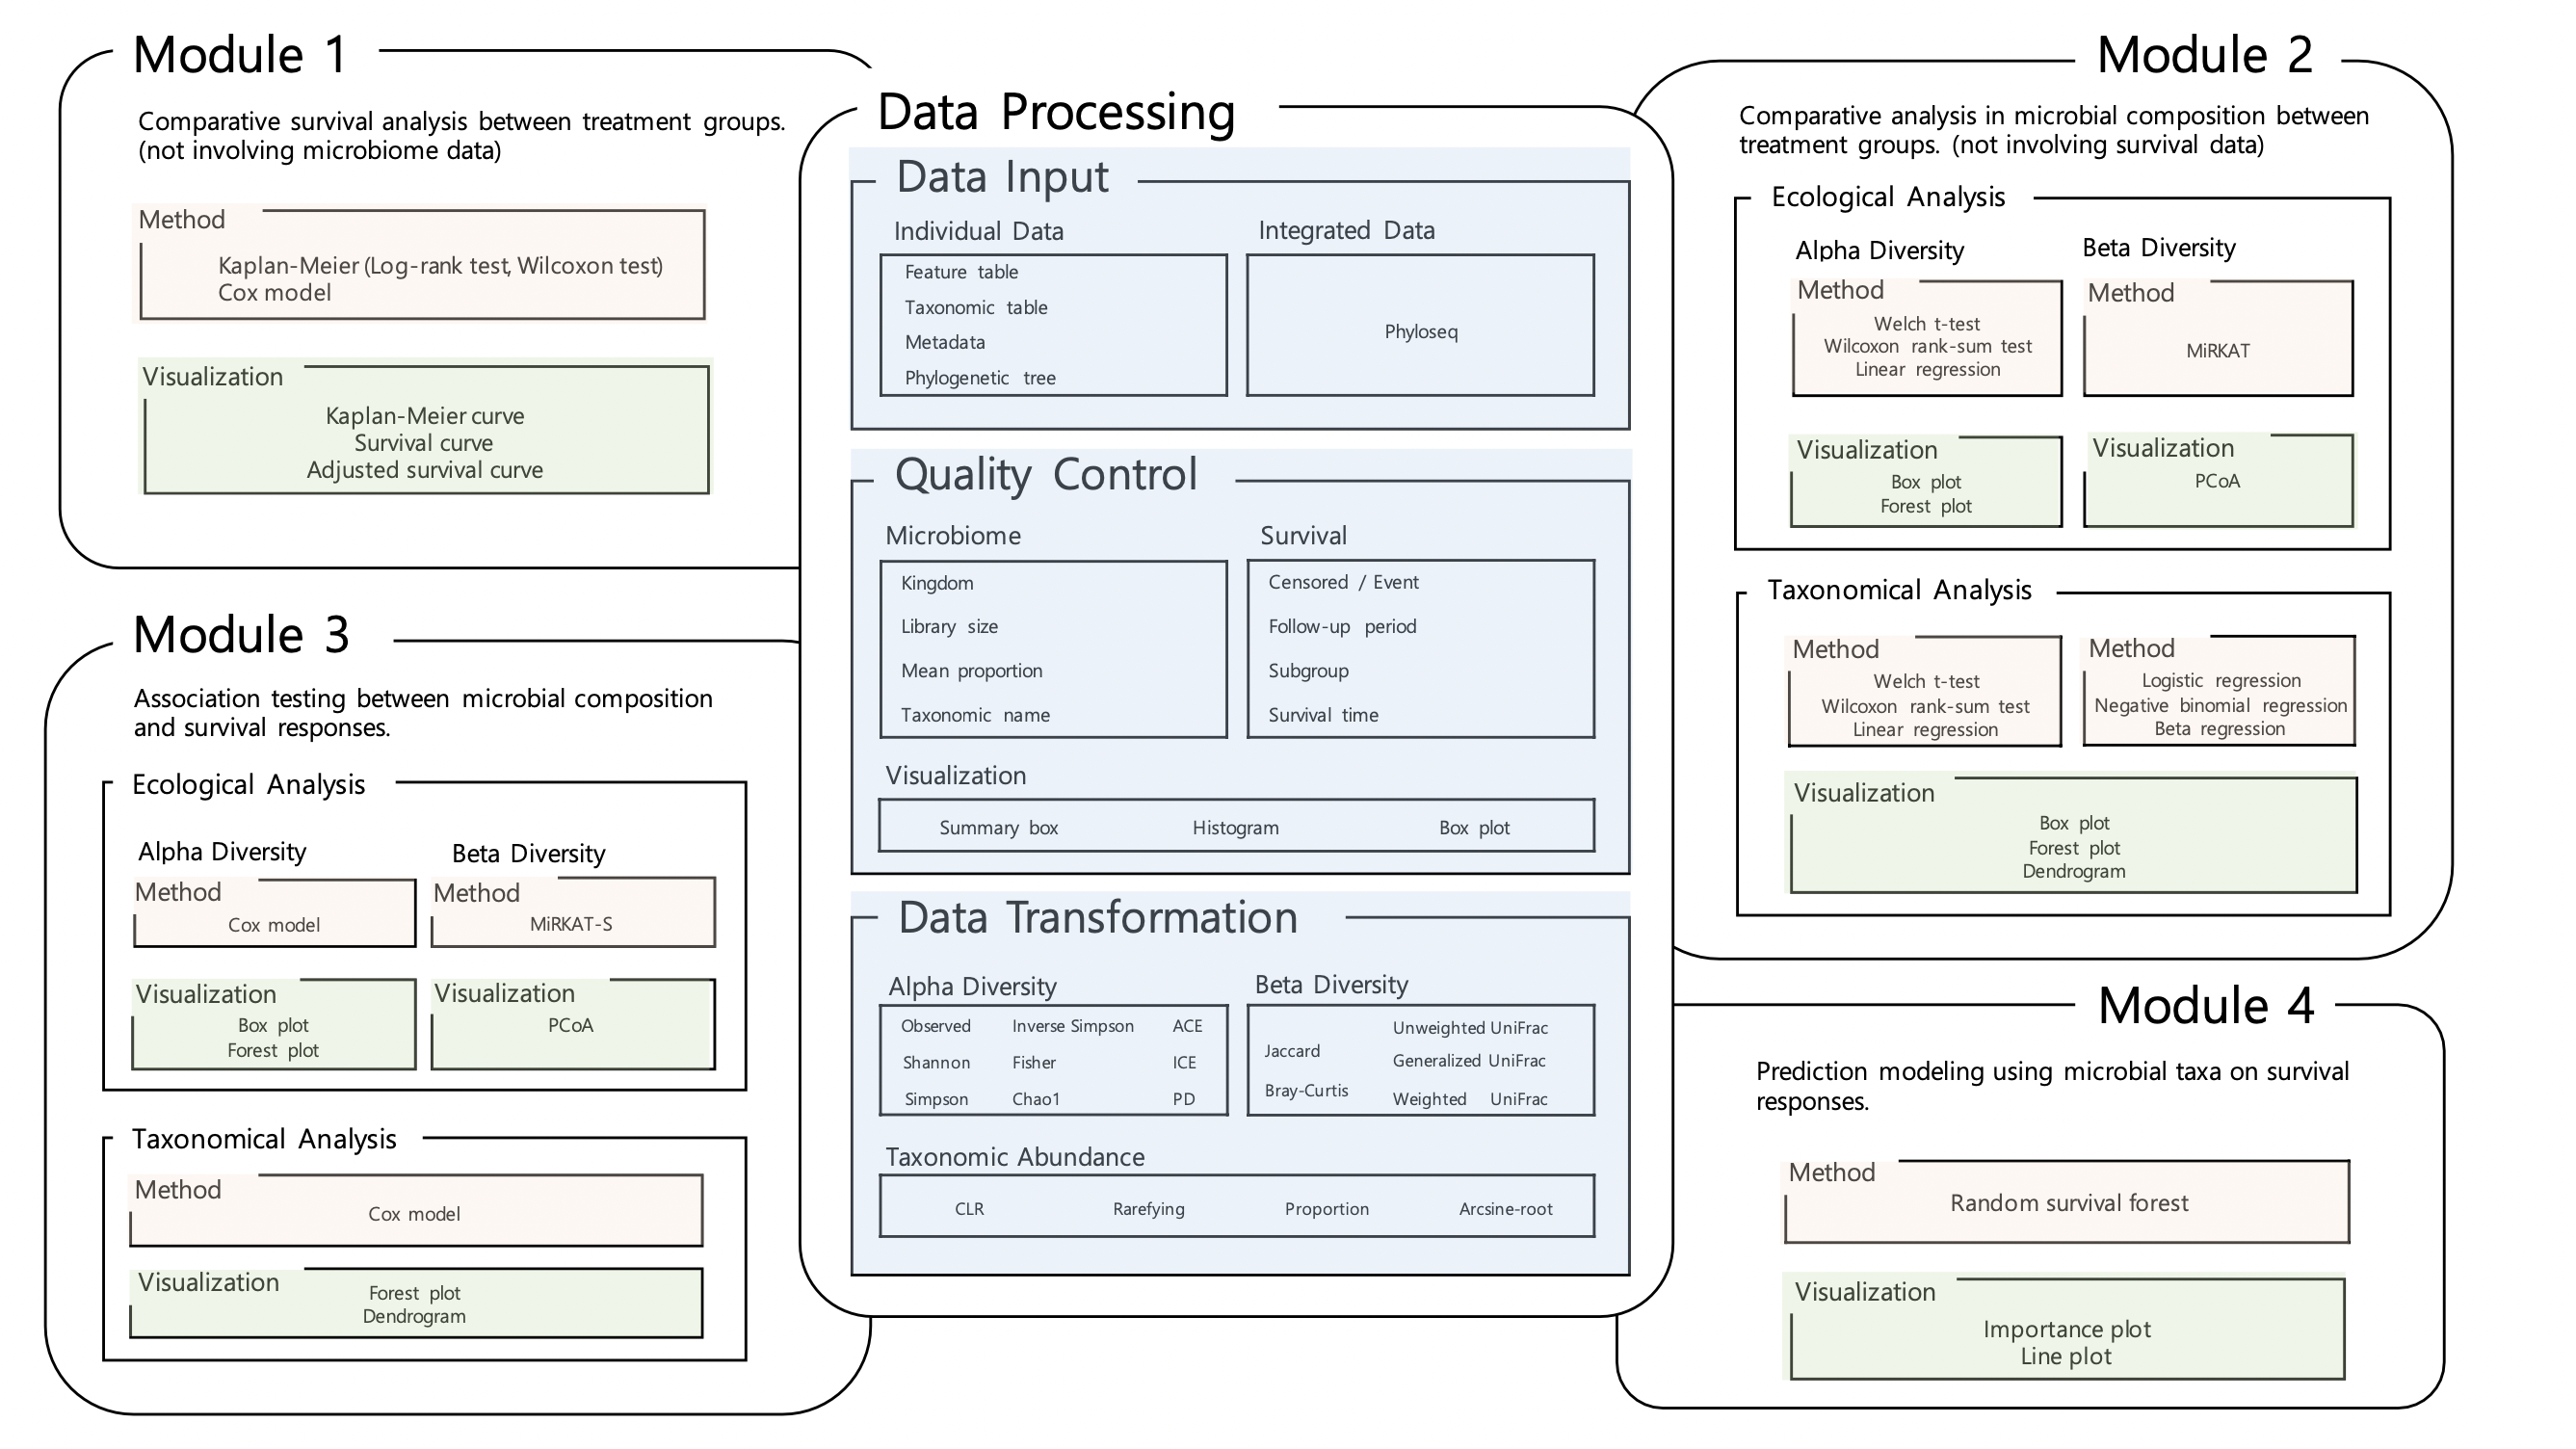 Module 1
Comparative survival analysis between treatment groups.
(not involving microbiome data)
Method
Kaplan-Meier (Log-rank test, Wilcoxon test)
Cox model
Visualization
Kaplan-Meier curve
Survival curve
Adjusted survival curve
Module 3
Association testing between microbial composition
and survival responses.
Ecological Analysis
Alpha Diversity
Method
Cox model
Visualization
Box plot
Forest plot
Beta Diversity
Method
MiRKAT-S
Visualization
PCoA
Taxonomical Analysis
Method
Cox model
Visualization
Forest plot
Dendrogram
Data Processing
Data Input
Individual Data
Feature table
Taxonomic table
Metadata
Phylogenetic tree
Integrated Data
Phyloseq
Quality Control
Microbiome
Kingdom
Library size
Mean proportion
Taxonomic name
Survival
Censored / Event
Follow-up period
Subgroup
Survival time
Visualization
Summary box Histogram Box plot
Data Transformation
Alpha Diversity
Observed Inverse Simpson ACE
Shannon Fisher ICE
Simpson Chao1 PD
Beta Diversity
Jaccard
Bray-Curtis
Unweighted UniFrac
Generalized UniFrac
Weighted UniFrac
Taxonomic Abundance
CLR Rarefying Proportion Arcsine-root
Module 2
Comparative analysis in microbial composition between
treatment groups. (not involving survival data)
Ecological Analysis
Alpha Diversity
Method
Welch t-test
Wilcoxon rank-sum test
Linear regression
Visualization
Box plot
Forest plot
Beta Diversity
Method
MiRKAT
Visualization
PCoA
Taxonomical Analysis
Method
Welch t-test
Wilcoxon rank-sum test
Linear regression
Method
Logistic regression
Negative binomial regression
Beta regression
Visualization
Box plot
Forest plot
Dendrogram
Module 4
Prediction modeling using microbial taxa on survival
responses.
Method
Random survival forest
Visualization
Importance plot
Line plot